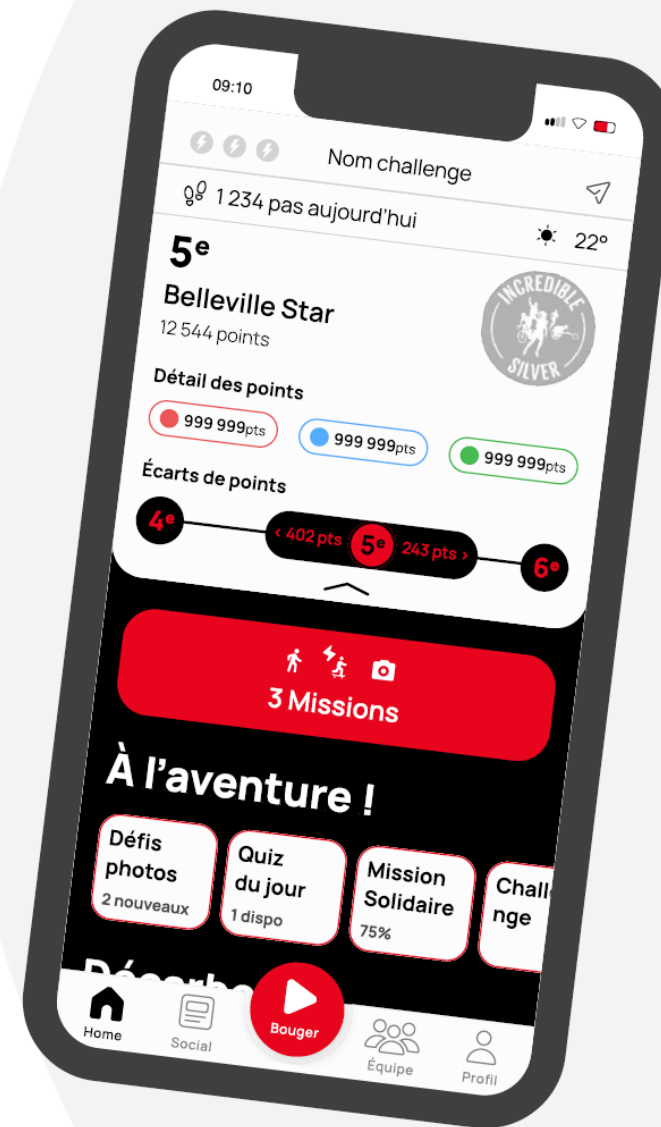 09:10
Nom challenge
1 234 pas aujourd'hui
22°
5e
Belleville Star
12 544 points
INCREDIBLE
SILVER
Détail des points
999 999pts
999 999pts
999 999pts
Écarts de points
4e
< 402 pts
5e
243 pts >
6e
3 Missions
À l'aventure !
Défis
photos
2 nouveaux
Quiz
du jour
1 dispo
Mission
Solidaire
75%
Chall
nge
Home
Social
Bouger
Équipe
Profil